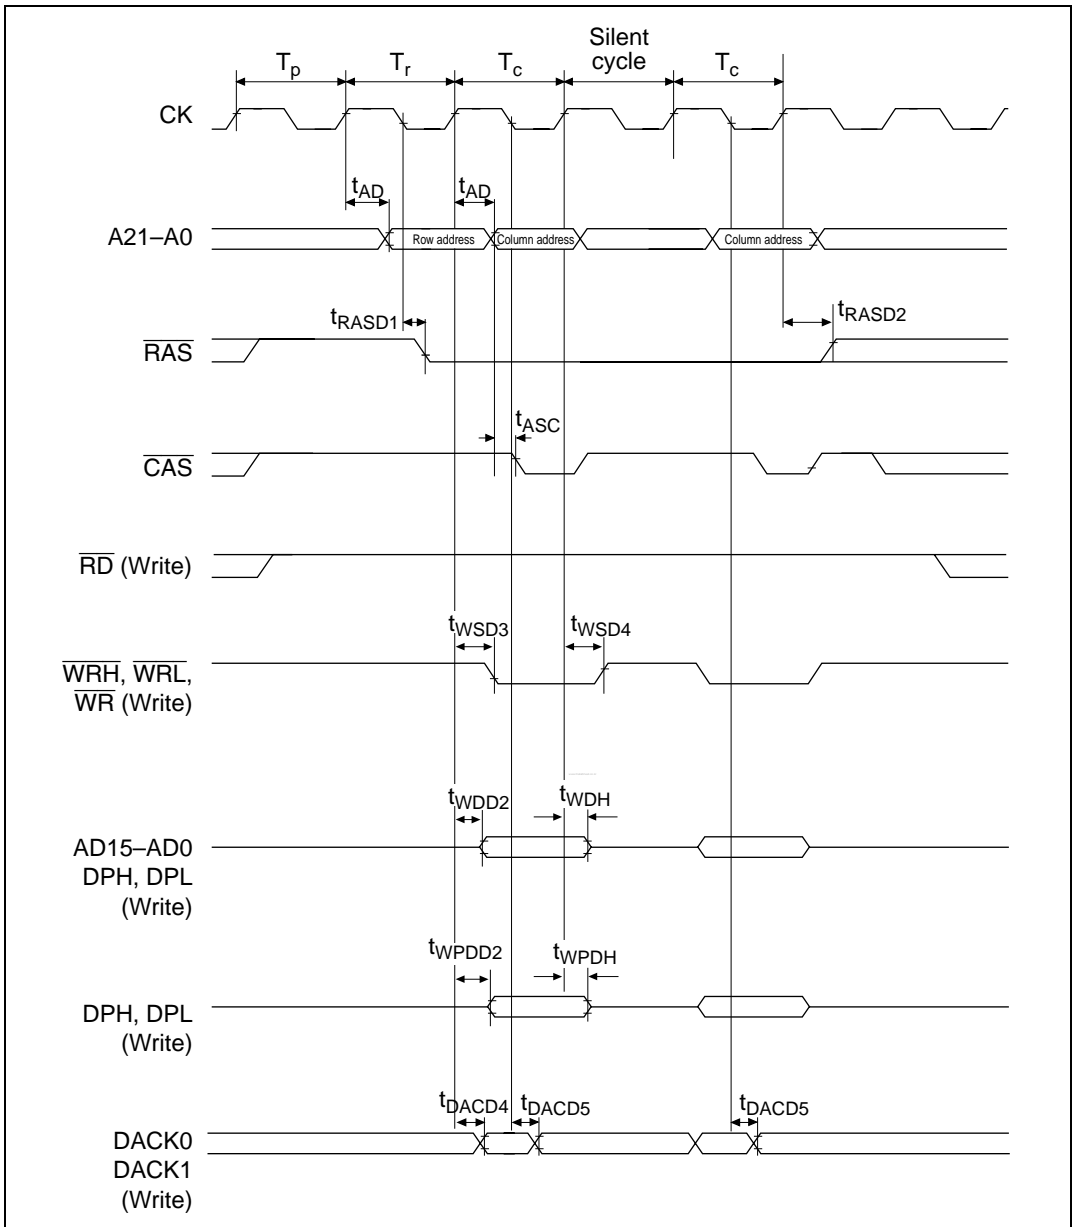 Silent
cycle
Tp Tr Tc Tc
CK
tAD tAD
A21–A0 Row address Column address Column address
tRASD1 tRASD2
RAS
tASC
CAS
RD (Write)
tWSD3 tWSD4
WRH, WRL,
WR (Write)
tWDD2 tWDH
AD15–AD0
DPH, DPL
(Write)
tWPDD2 tWPDH
DPH, DPL
(Write)
tDACD4 tDACD5 tDACD5
DACK0
DACK1
(Write)